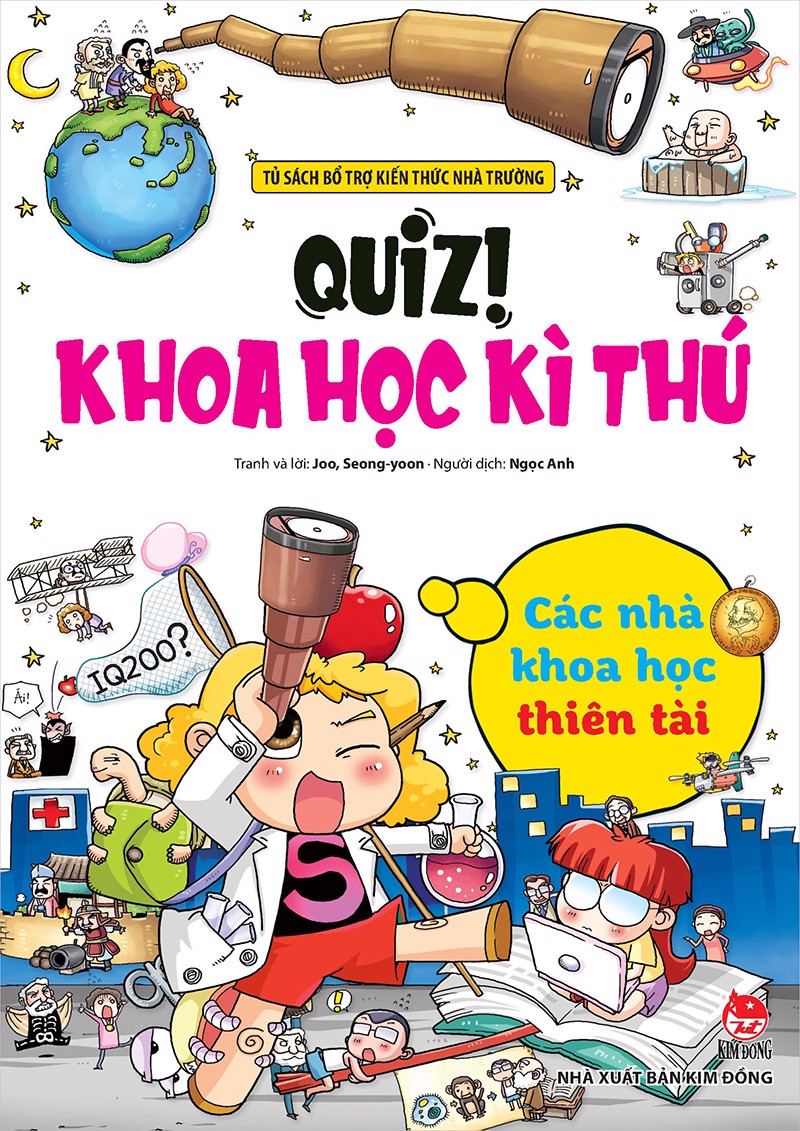 TỦ SÁCH BỔ TRỢ KIẾN THỨC NHÀ TRƯỜNG
QUIZ!
KHOA HỌC KÌ THÚ
Tranh và lời: Joo, Seong-yoon · Người dịch: Ngọc Anh
IQ200?
Các nhà
khoa học
thiên tài
Ái!
S
KIM ĐỒNG
NHÀ XUẤT BẢN KIM ĐỒNG